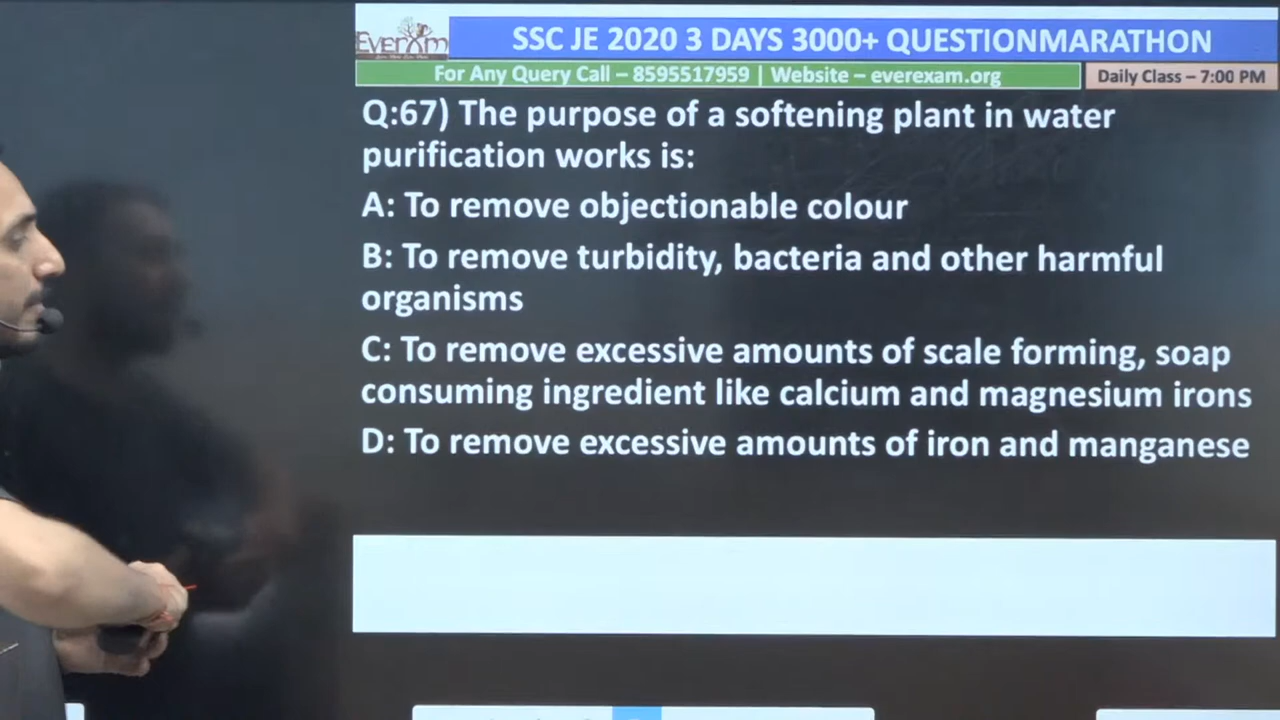 EVEREXAM
SSC JE 2020 3 DAYS 3000+ QUESTIONMARATHON
For Any Query Call – 8595517959 | Website – everexam.org
Daily Class – 7:00 PM
Q:67) The purpose of a softening plant in water
purification works is:
A: To remove objectionable colour
B: To remove turbidity, bacteria and other harmful
organisms
C: To remove excessive amounts of scale forming, soap
consuming ingredient like calcium and magnesium irons
D: To remove excessive amounts of iron and manganese